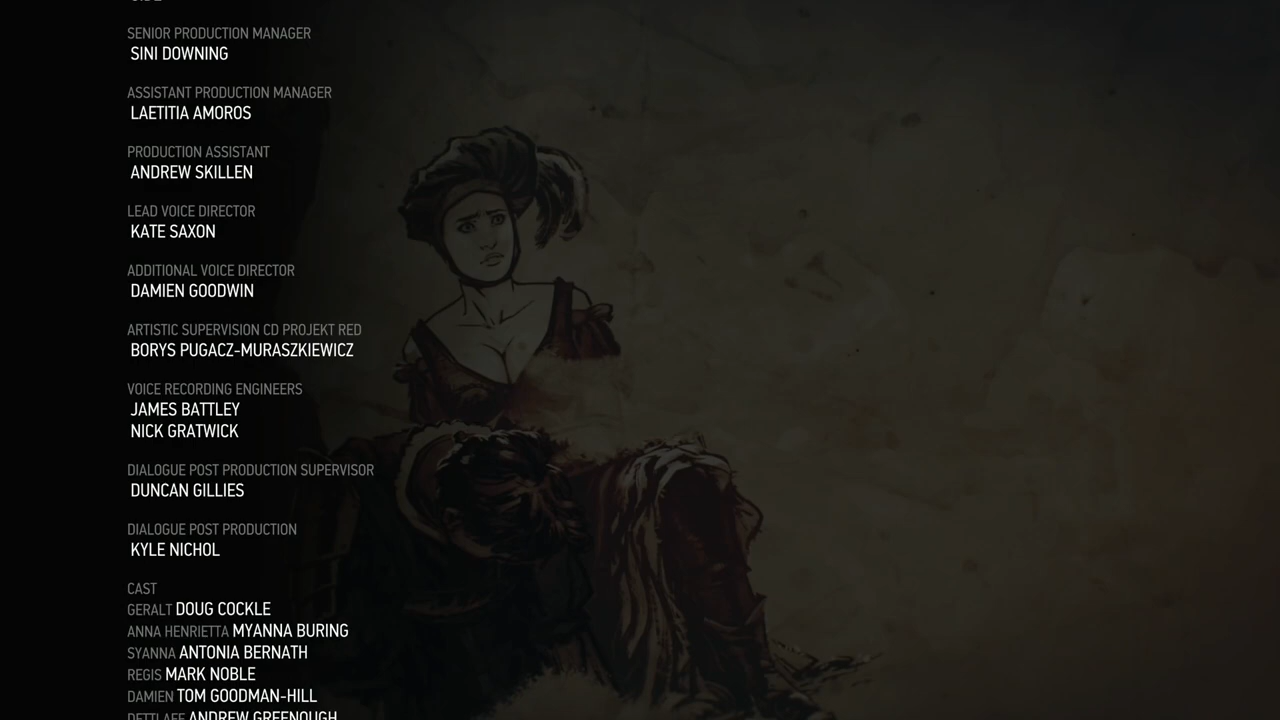 SENIOR PRODUCTION MANAGER
SINI DOWNING
ASSISTANT PRODUCTION MANAGER
LAETITIA AMOROS
PRODUCTION ASSISTANT
ANDREW SKILLEN
LEAD VOICE DIRECTOR
KATE SAXON
ADDITIONAL VOICE DIRECTOR
DAMIEN GOODWIN
ARTISTIC SUPERVISION CD PROJEKT RED
BORYS PUGACZ-MURASZKIEWICZ
VOICE RECORDING ENGINEERS
JAMES BATTLEY
NICK GRATWICK
DIALOGUE POST PRODUCTION SUPERVISOR
DUNCAN GILLIES
DIALOGUE POST PRODUCTION
KYLE NICHOL
CAST
GERALT DOUG COCKLE
ANNA HENRIETTA MYANNA BURING
SYANNA ANTONIA BERNATH
REGIS MARK NOBLE
DAMIEN TOM GOODMAN-HILL
DETTLAFF ANDREW GREENOUGH